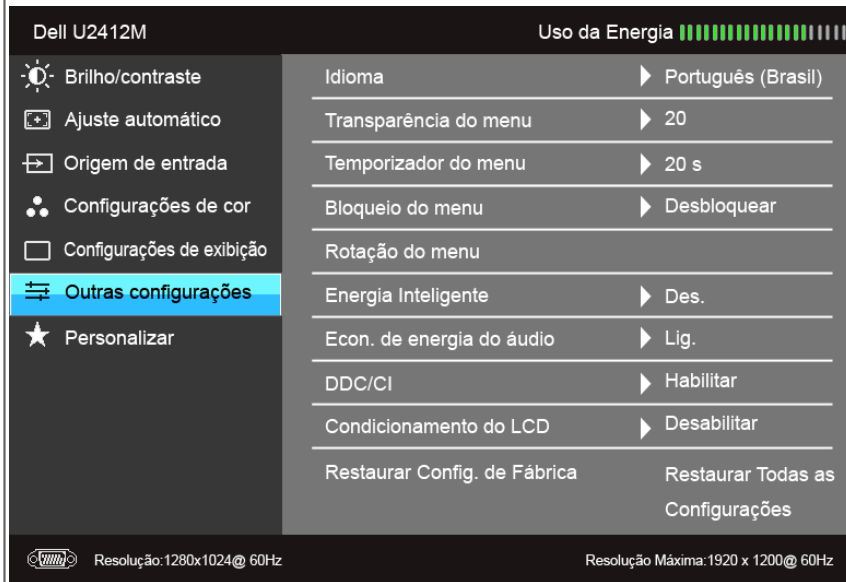 Dell U2412M
Uso da Energia
Brilho/contraste
Ajuste automático
Origem de entrada
Configurações de cor
Configurações de exibição
Outras configurações
Personalizar
Idioma
Português (Brasil)
Transparência do menu
20
Temporizador do menu
20 s
Bloqueio do menu
Desbloquear
Rotação do menu
Energia Inteligente
Des.
Econ. de energia do áudio
Lig.
DDC/CI
Habilitar
Condicionamento do LCD
Desabilitar
Restaurar Config. de Fábrica
Restaurar Todas as
Configurações
Resolução:1280x1024@ 60Hz
Resolução Máxima:1920 x 1200@ 60Hz